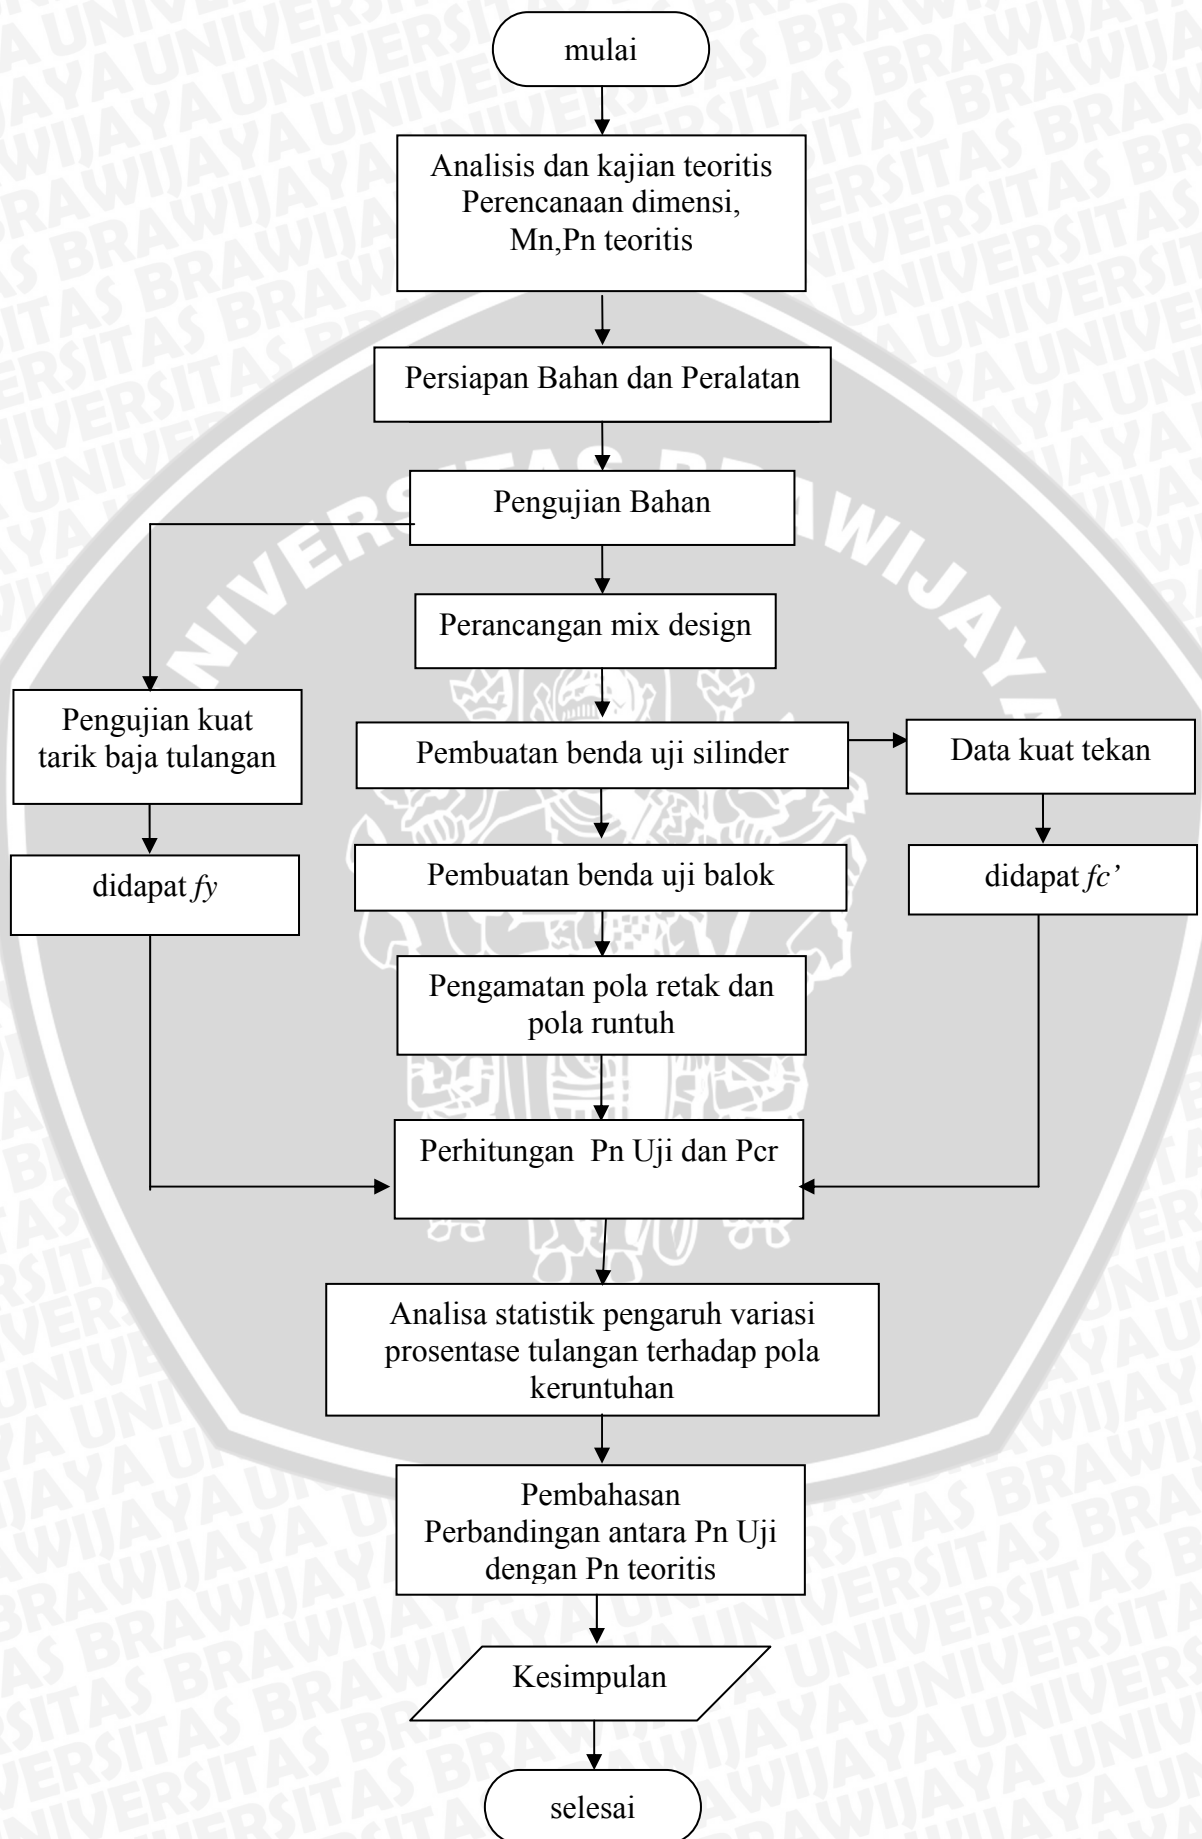 mulai
Analisis dan kajian teoritis
Perencanaan dimensi,
Mn,Pn teoritis
Persiapan Bahan dan Peralatan
Pengujian Bahan
Perancangan mix design
Pengujian kuat
tarik baja tulangan
Pembuatan benda uji silinder
Data kuat tekan
didapat fy
Pembuatan benda uji balok
didapat fc’
Pengamatan pola retak dan
pola runtuh
Perhitungan Pn Uji dan Pcr
Analisa statistik pengaruh variasi
prosentase tulangan terhadap pola
keruntuhan
Pembahasan
Perbandingan antara Pn Uji
dengan Pn teoritis
Kesimpulan
selesai